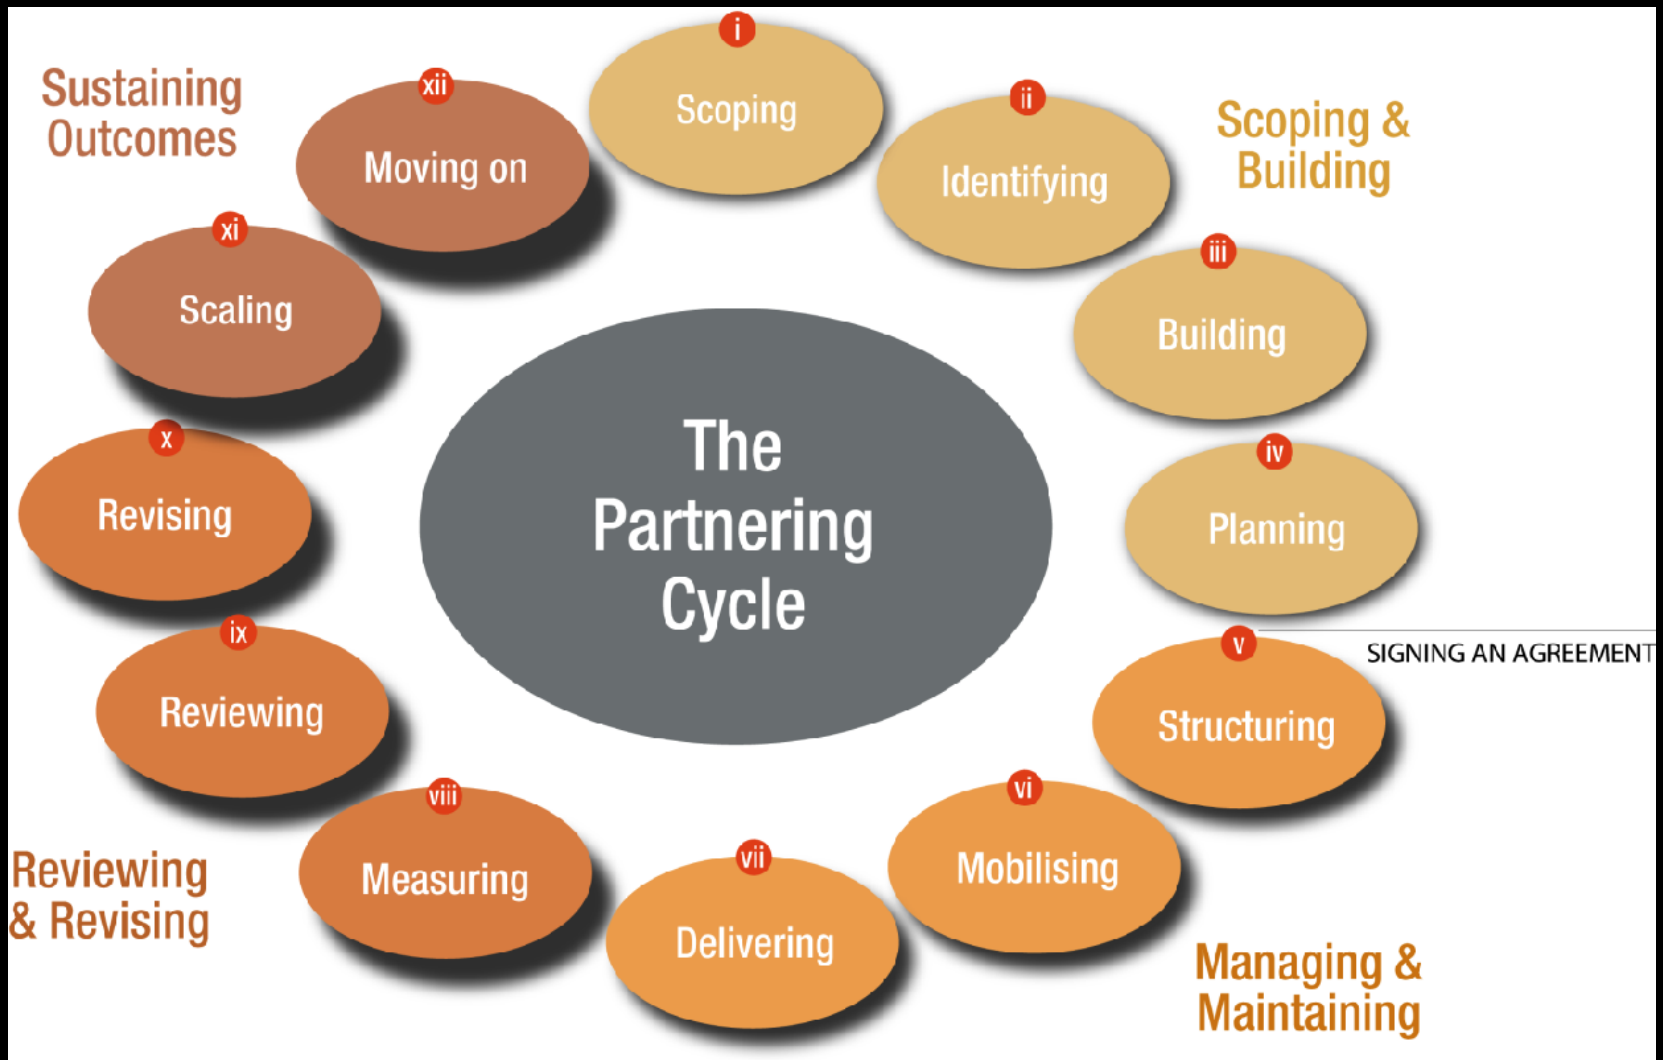 i
Scoping
ii
Identifying
Scoping &
Building
iii
Building
iv
Planning
SIGNING AN AGREEMENT
v
Structuring
vi
Mobilising
Managing &
Maintaining
vii
Delivering
viii
Measuring
Reviewing
& Revising
ix
Reviewing
x
Revising
xi
Scaling
xii
Moving on
Sustaining
Outcomes
The
Partnering
Cycle